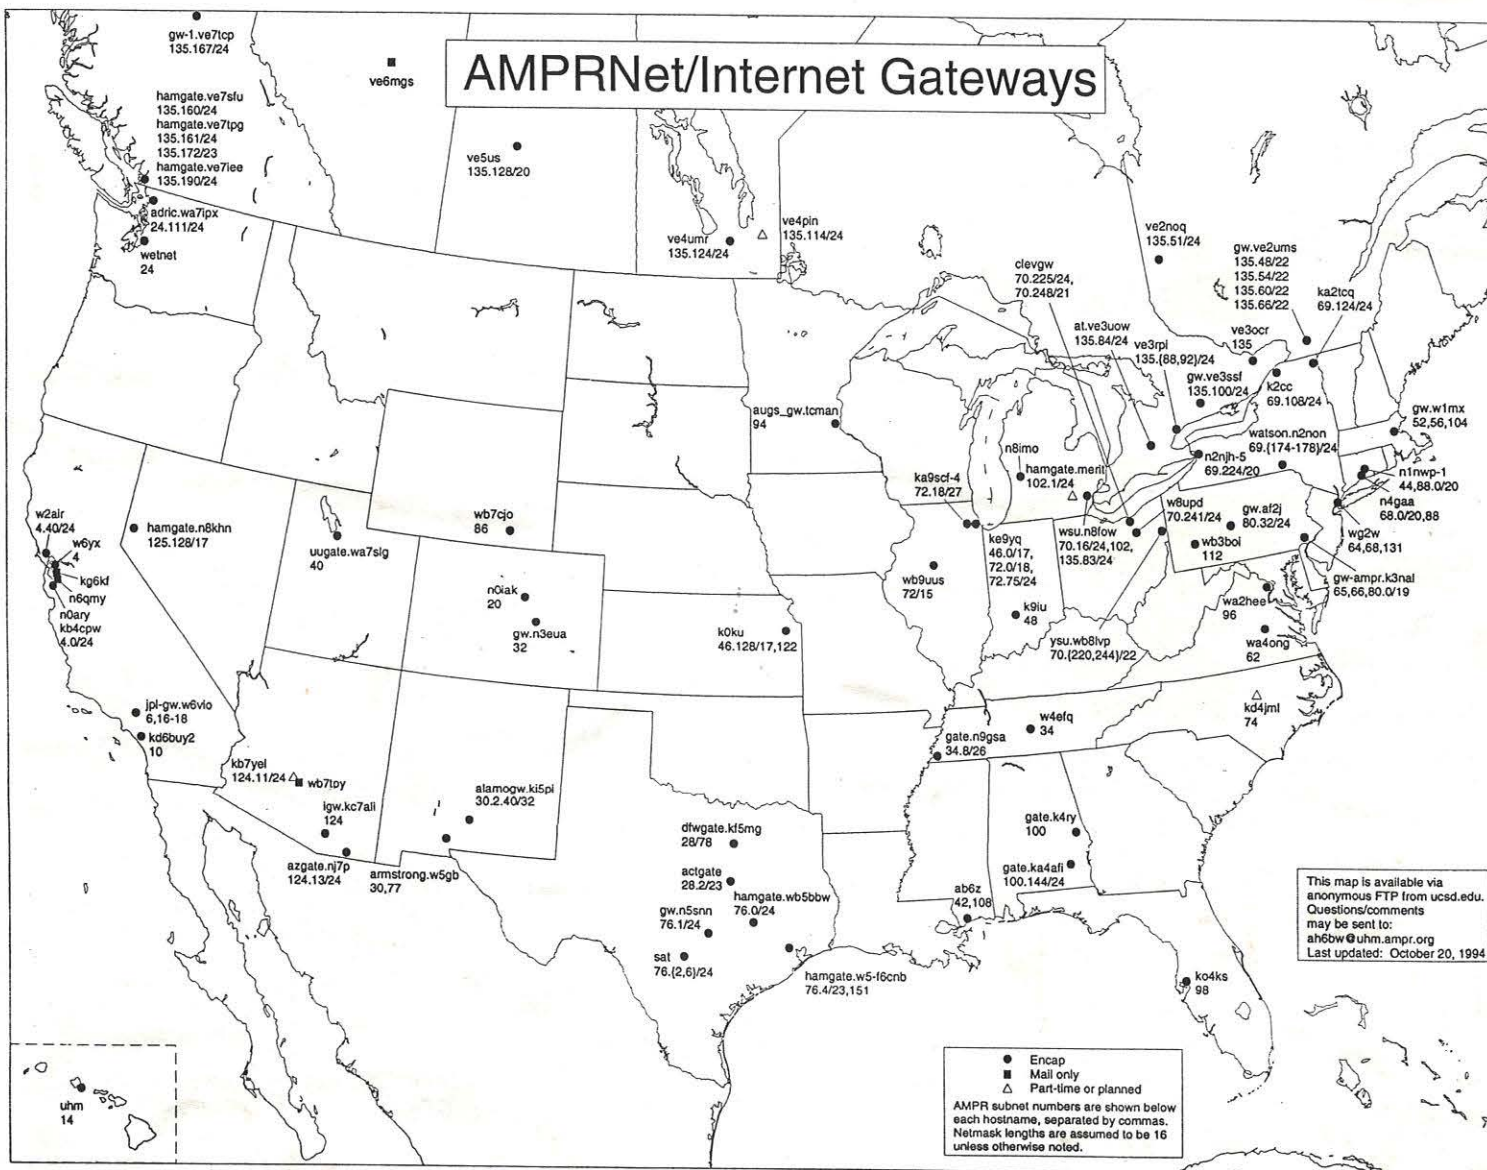 AMPRNet/Internet Gateways
gw-1.ve7tcp
135.167/24
ve6mgs
hamgate.ve7sfu
135.160/24
hamgate.ve7tpg
135.161/24
135.172/23
hamgate.ve7iee
135.190/24
adric.wa7ipx
24.111/24
wetnet
24
ve5us
135.128/20
ve4umr
135.124/24
ve4pin
135.114/24
clevgw
70.225/24,
70.248/21
ve2noq
135.51/24
gw.ve2ums
135.48/22
135.54/22
135.60/22
135.66/22
ka2tcq
69.124/24
at.ve3uow
135.84/24
ve3rpi
135.{88,92}/24
ve3ocr
135
gw.ve3ssf
135.100/24
k2cc
69.108/24
augs_gw.tcman
94
gw.w1mx
52,56,104
watson.n2non
69.{174-178}/24
n2njh-5
69.224/20
n8imo
hamgate.merit
102.1/24
ka9scf-4
72.18/27
n1nwp-1
44,88.0/20
n4gaa
68.0/20,88
w2air
4.40/24
w6yx
4
kg6kf
n6qmy
n0ary
kb4cpw
4.0/24
hamgate.n8khn
125.128/17
uugate.wa7slg
40
wb7cjo
86
n0iak
20
gw.n3eua
32
k0ku
46.128/17,122
wb9uus
72/15
ke9yq
46.0/17,
72.0/18,
72.75/24
k9iu
48
wsu.n8fow
70.16/24,102,
135.83/24
w8upd
70.241/24
gw.af2j
80.32/24
wb3boi
112
wg2w
64,68,131
gw-ampr.k3nal
65,66,80.0/19
wa2hee
96
wa4ong
62
ysu.wb8lvp
70.{220,244}/22
jpl-gw.w6vio
6,16-18
kd6buy2
10
kb7yel
124.11/24
wb7tpy
igw.kc7ali
124
azgate.nj7p
124.13/24
alamogw.ki5pi
30.2.40/32
armstrong.w5gb
30,77
w4efq
34
gate.n9gsa
34.8/26
kd4jml
74
dfwgate.kf5mg
28/78
actgate
28.2/23
hamgate.wb5bbw
76.0/24
gw.n5snn
76.1/24
sat
76.{2,6}/24
hamgate.w5-f6cnb
76.4/23,151
gate.k4ry
100
gate.ka4afi
100.144/24
ab6z
42,108
ko4ks
98
This map is available via
anonymous FTP from ucsd.edu.
Questions/comments
may be sent to:
ah6bw@uhm.ampr.org
Last updated: October 20, 1994
uhm
14
Encap
Mail only
Part-time or planned
AMPR subnet numbers are shown below
each hostname, separated by commas.
Netmask lengths are assumed to be 16
unless otherwise noted.